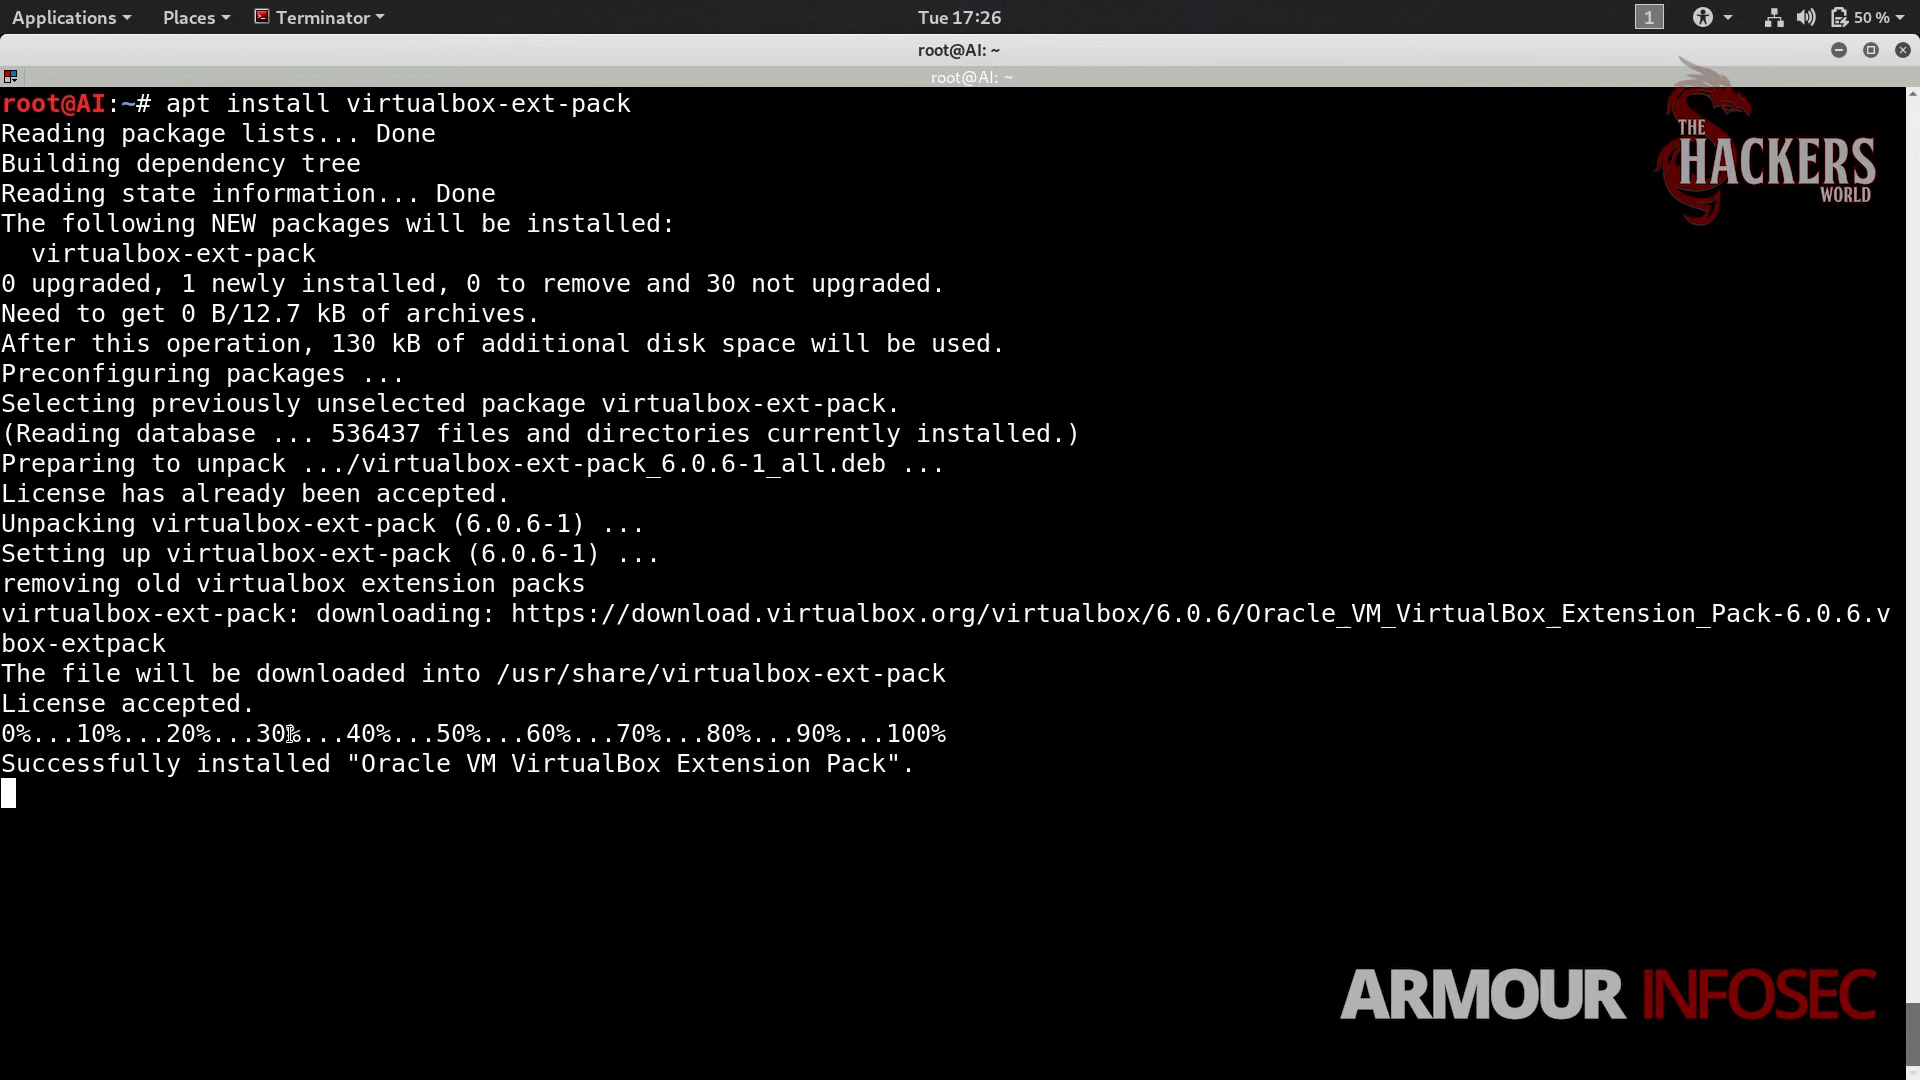 Applications Places Terminator Tue 17:26 1 50 %
root@AI: ~
root@AI: ~
root@AI:~# apt install virtualbox-ext-pack
Reading package lists... Done
Building dependency tree
Reading state information... Done
The following NEW packages will be installed:
  virtualbox-ext-pack
0 upgraded, 1 newly installed, 0 to remove and 30 not upgraded.
Need to get 0 B/12.7 kB of archives.
After this operation, 130 kB of additional disk space will be used.
Preconfiguring packages ...
Selecting previously unselected package virtualbox-ext-pack.
(Reading database ... 536437 files and directories currently installed.)
Preparing to unpack .../virtualbox-ext-pack_6.0.6-1_all.deb ...
License has already been accepted.
Unpacking virtualbox-ext-pack (6.0.6-1) ...
Setting up virtualbox-ext-pack (6.0.6-1) ...
removing old virtualbox extension packs
virtualbox-ext-pack: downloading: https://download.virtualbox.org/virtualbox/6.0.6/Oracle_VM_VirtualBox_Extension_Pack-6.0.6.v
box-extpack
The file will be downloaded into /usr/share/virtualbox-ext-pack
License accepted.
0%...10%...20%...30%...40%...50%...60%...70%...80%...90%...100%
Successfully installed "Oracle VM VirtualBox Extension Pack".
THE
HACKERS
WORLD
ARMOUR INFOSEC